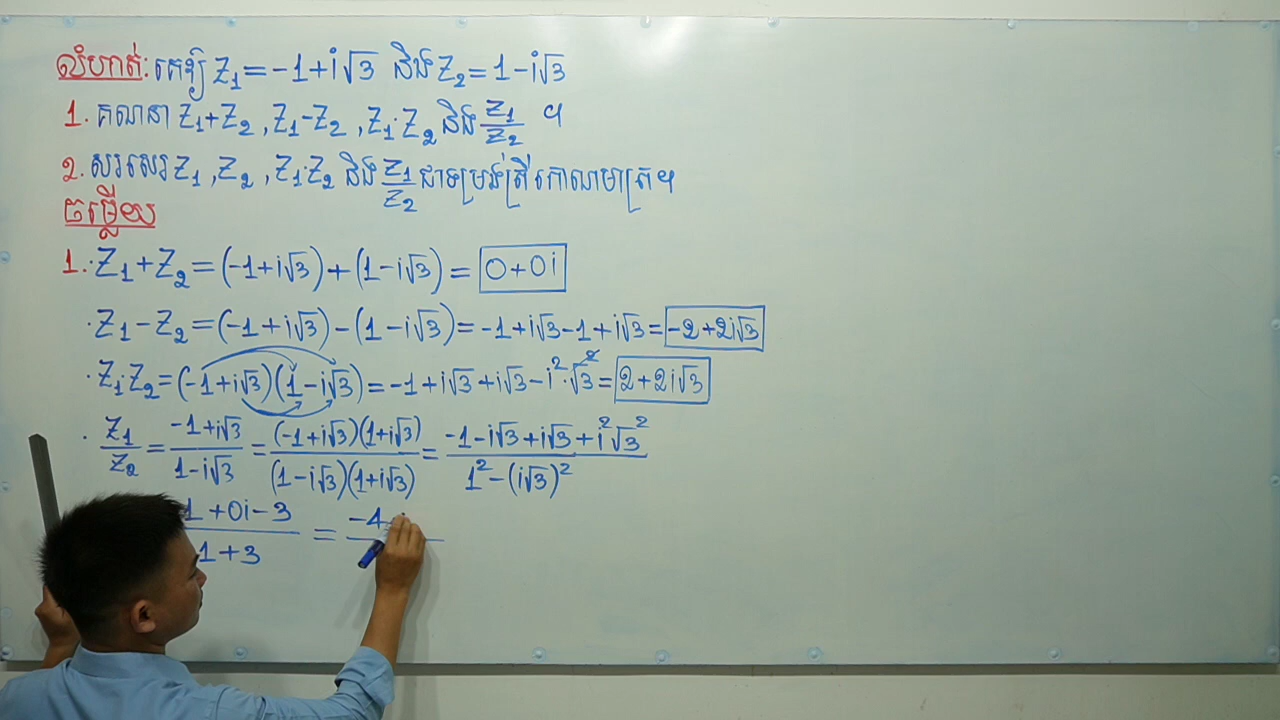 លំហាត់: គេឲ្យ Z₁ = -1+i√3 និង Z₂ = 1-i√3
1. គណនា Z₁+Z₂ , Z₁-Z₂ , Z₁·Z₂ និង Z₁/Z₂ ។
2. សរសេរ Z₁ , Z₂ , Z₁·Z₂ និង Z₁/Z₂ ជាទម្រង់ត្រីកោណមាត្រ។
ចម្លើយ
1. · Z₁+Z₂ = (-1+i√3)+(1-i√3) = 0+0i
· Z₁-Z₂ = (-1+i√3)-(1-i√3) = -1+i√3-1+i√3 = -2+2i√3
· Z₁·Z₂ = (-1+i√3)(1-i√3) = -1+i√3+i√3-i²·√3² = 2+2i√3
· Z₁/Z₂ = (-1+i√3)/(1-i√3) = ((-1+i√3)(1+i√3))/((1-i√3)(1+i√3)) = (-1-i√3+i√3+i²√3²)/(1²-(i√3)²)
1+0i-3/1+3 = -4